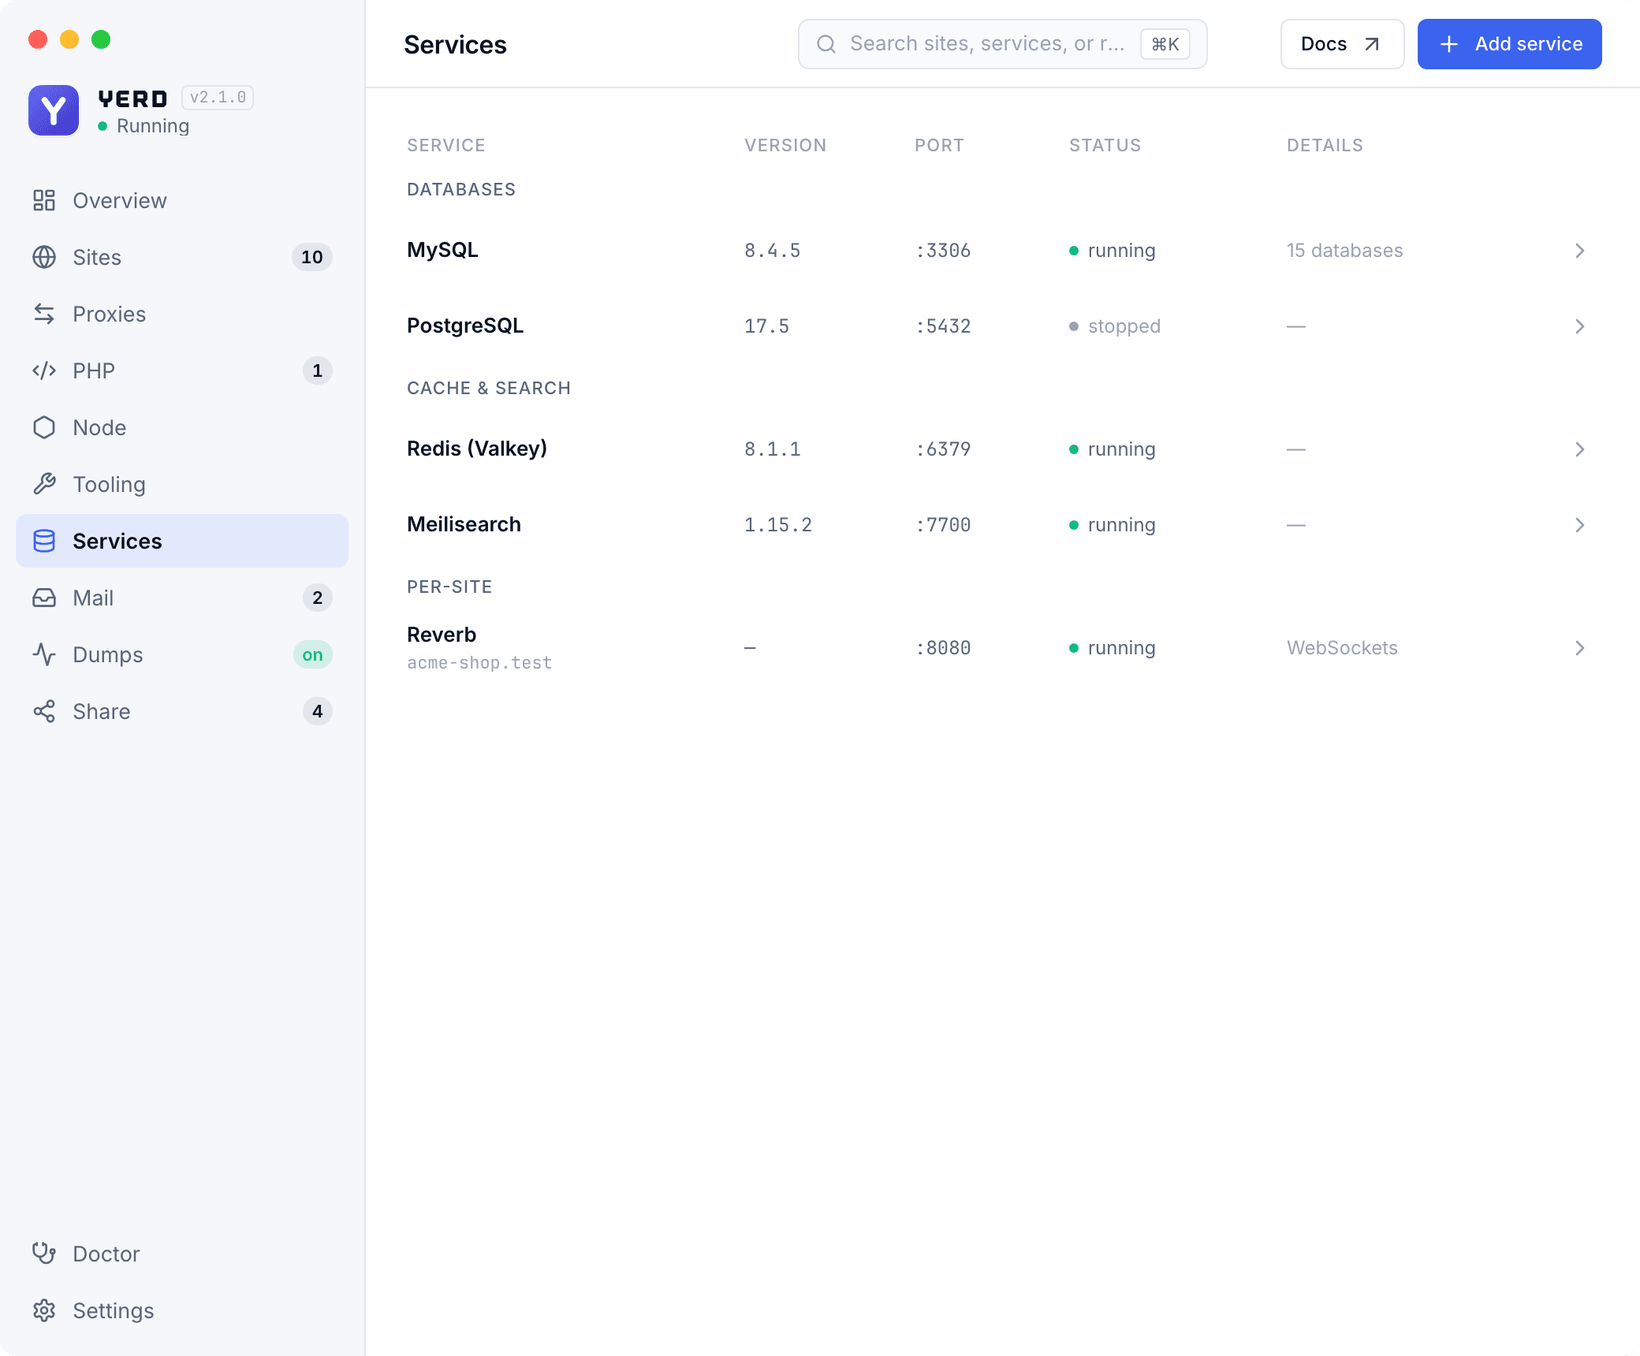 YERD v2.1.0
Running
Overview
Sites 10
Proxies
PHP 1
Node
Tooling
Services
Mail 2
Dumps on
Share 4
Doctor
Settings
Services
Search sites, services, or r... ⌘K
Docs
Add service
SERVICE VERSION PORT STATUS DETAILS
DATABASES
MySQL 8.4.5 :3306 running 15 databases
PostgreSQL 17.5 :5432 stopped —
CACHE & SEARCH
Redis (Valkey) 8.1.1 :6379 running —
Meilisearch 1.15.2 :7700 running —
PER-SITE
Reverb – :8080 running WebSockets
acme-shop.test